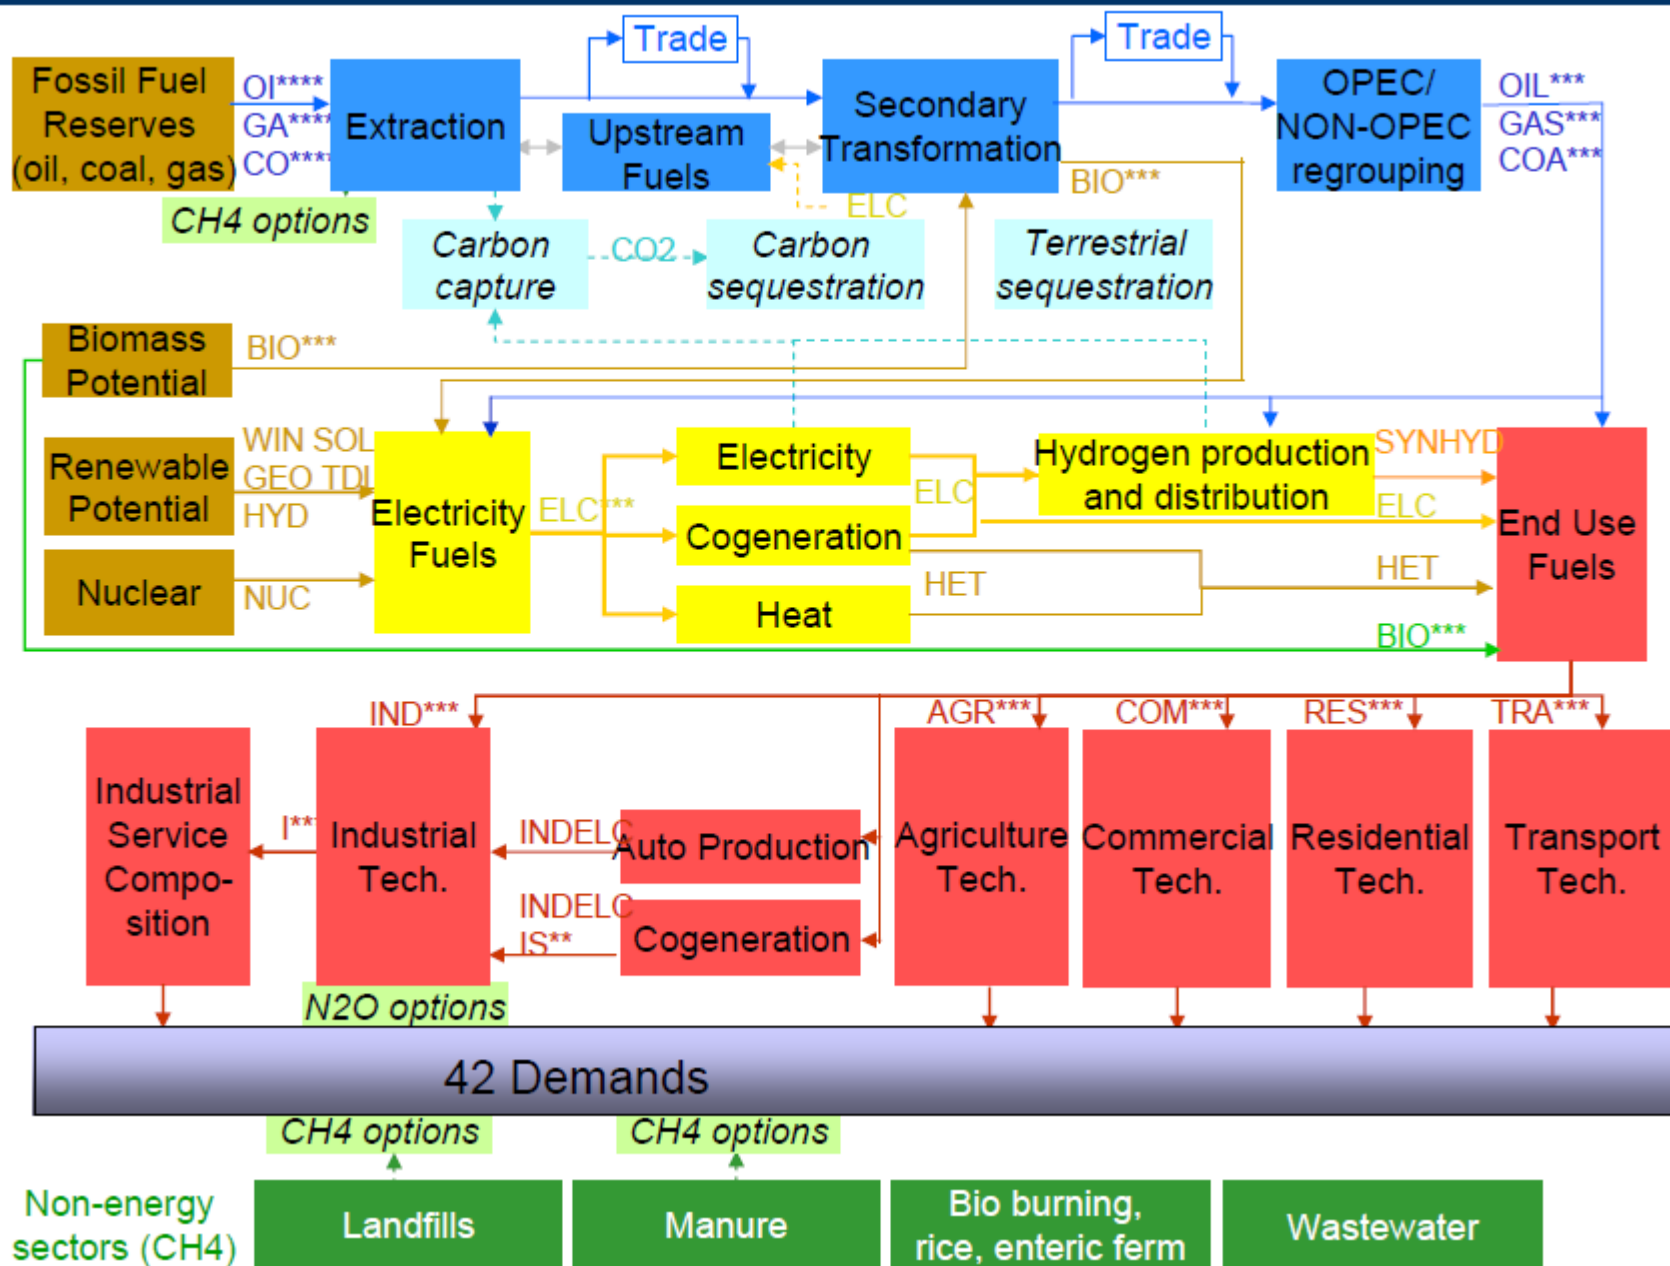 Trade
Trade
Fossil Fuel
Reserves
(oil, coal, gas)
OI****
GA****
CO****
Extraction
Upstream
Fuels
Secondary
Transformation
OPEC/
NON-OPEC
regrouping
OIL***
GAS***
COA***
BIO***
ELC
CH4 options
Carbon
capture
CO2
Carbon
sequestration
Terrestrial
sequestration
Biomass
Potential
BIO***
Renewable
Potential
WIN SOL
GEO TDL
HYD
Nuclear
NUC
Electricity
Fuels
ELC***
Electricity
Cogeneration
Heat
ELC
HET
Hydrogen production
and distribution
SYNHYD
ELC
HET
BIO***
End Use
Fuels
IND***
AGR***
COM***
RES***
TRA***
Industrial
Service
Compo-
sition
I***
Industrial
Tech.
INDELC
Auto Production
INDELC
IS**
Cogeneration
Agriculture
Tech.
Commercial
Tech.
Residential
Tech.
Transport
Tech.
N2O options
42 Demands
CH4 options
CH4 options
Non-energy
sectors (CH4)
Landfills
Manure
Bio burning,
rice, enteric ferm
Wastewater